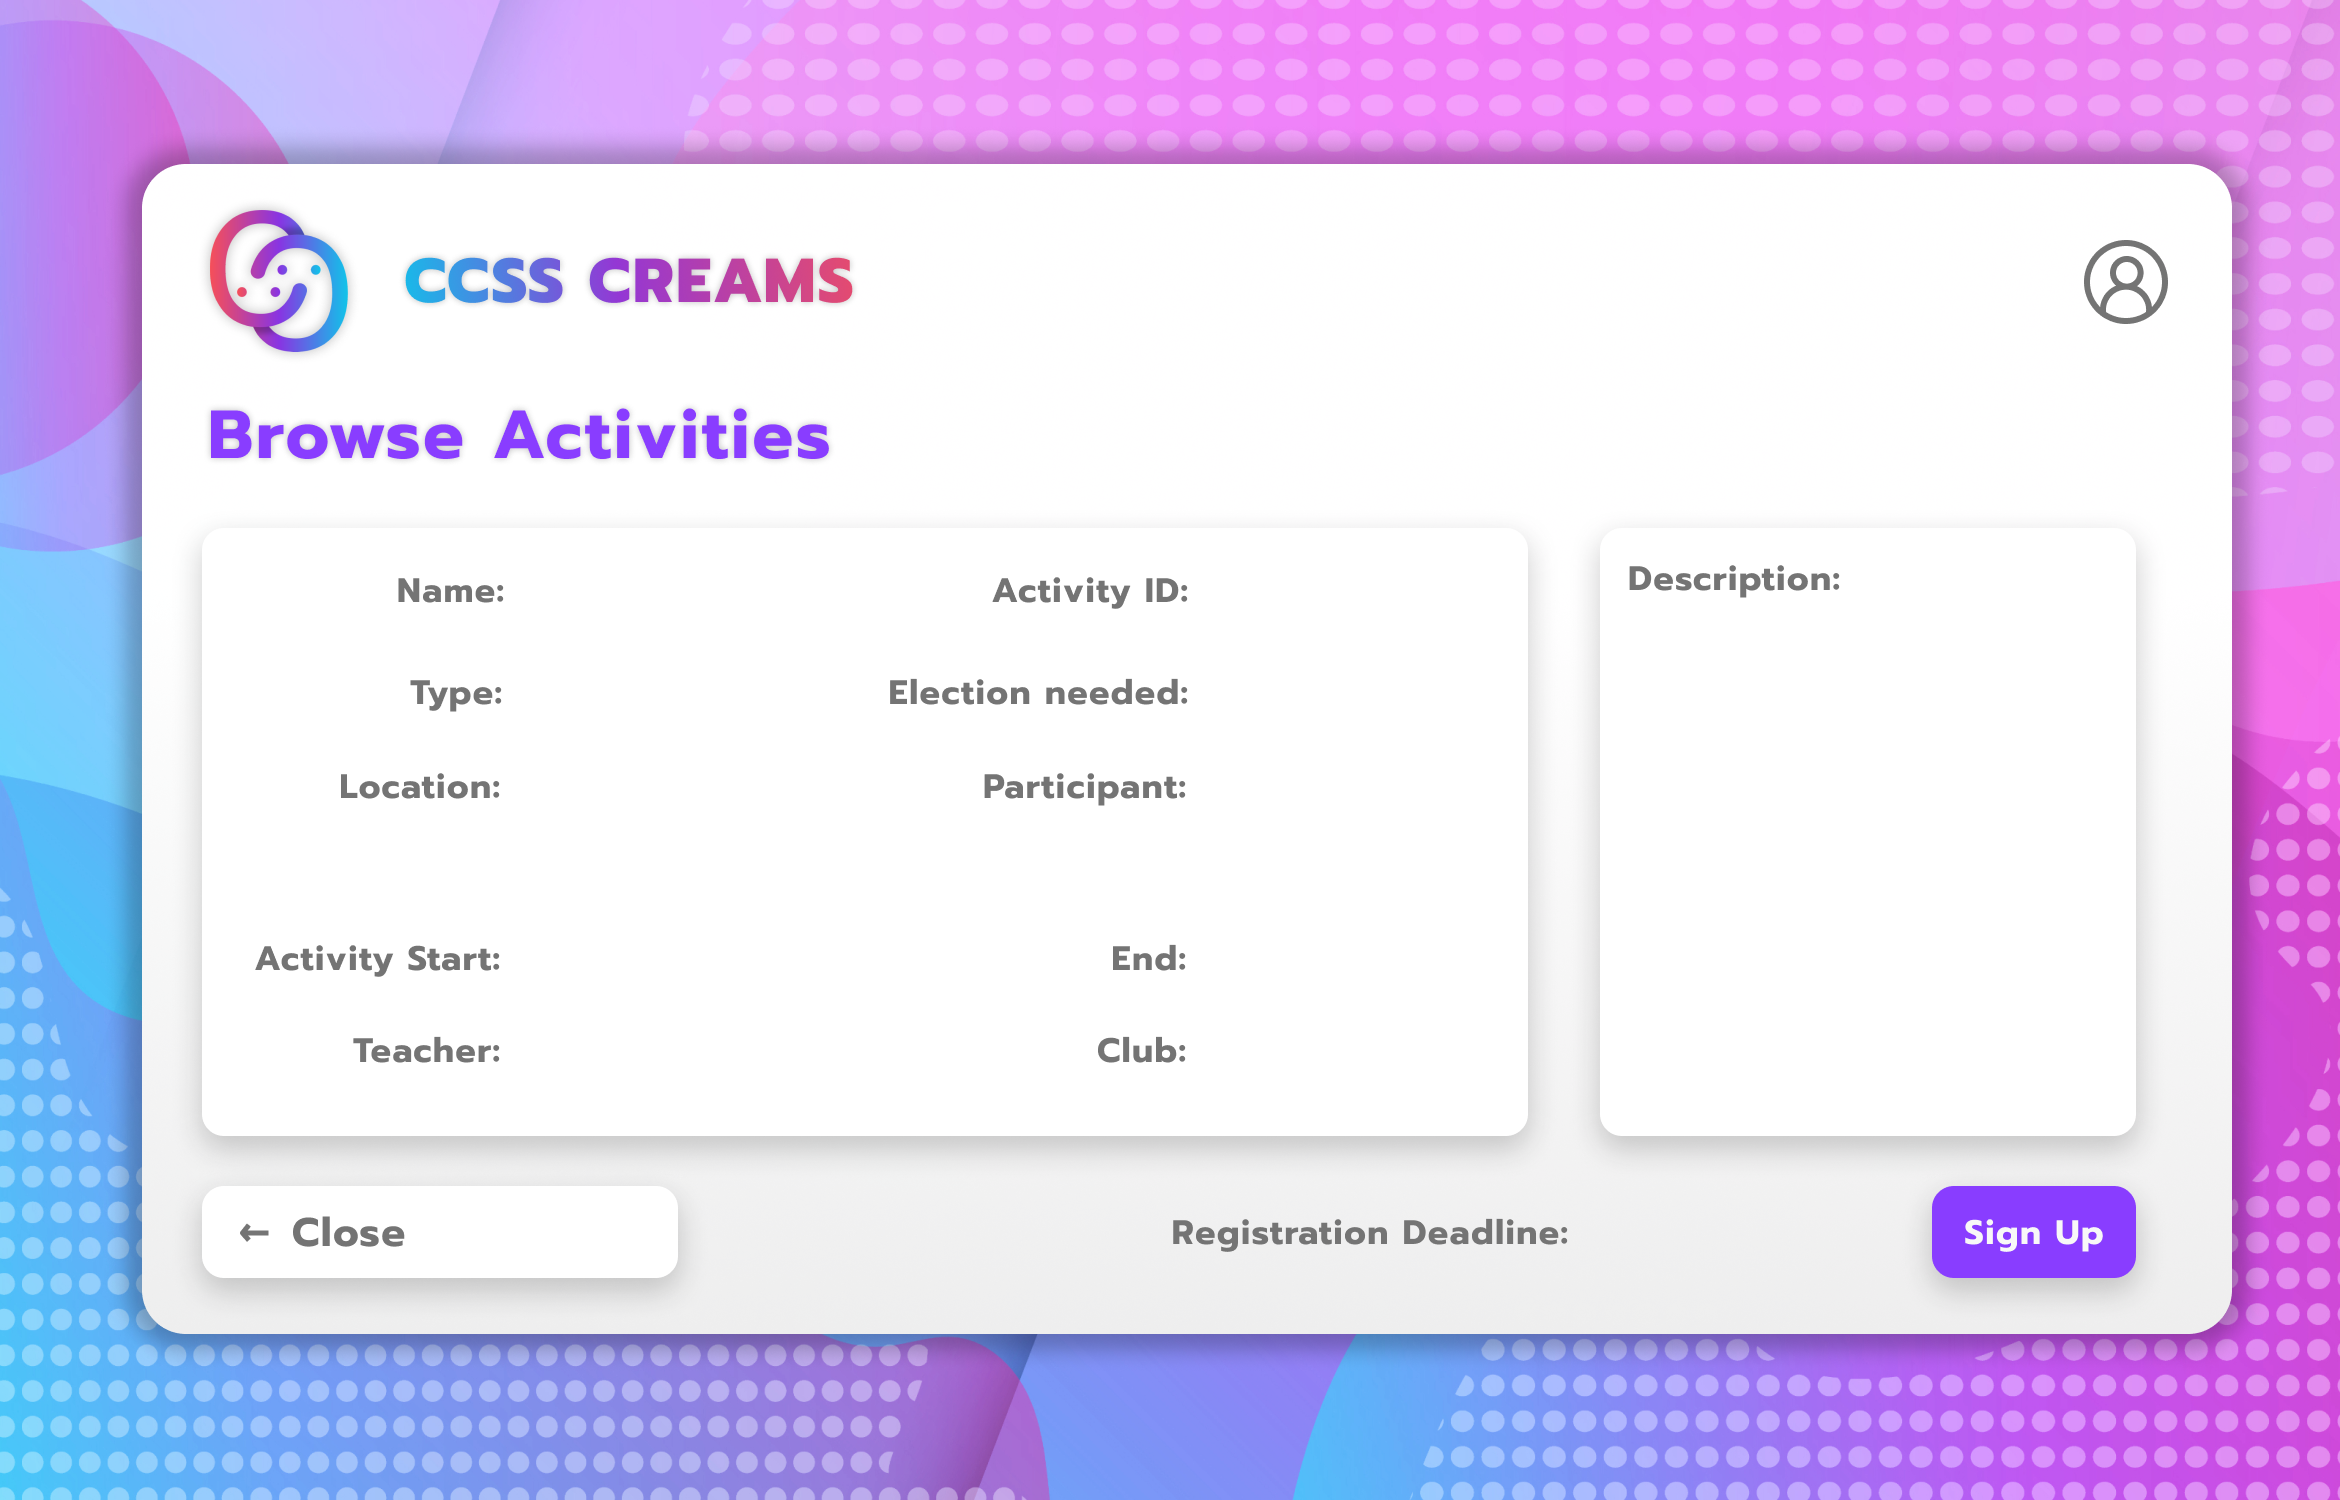 CCSS CREAMS
Browse Activities
Name:
Activity ID:
Type:
Election needed:
Location:
Participant:
Activity Start:
End:
Teacher:
Club:
Description:
← Close
Registration Deadline:
Sign Up